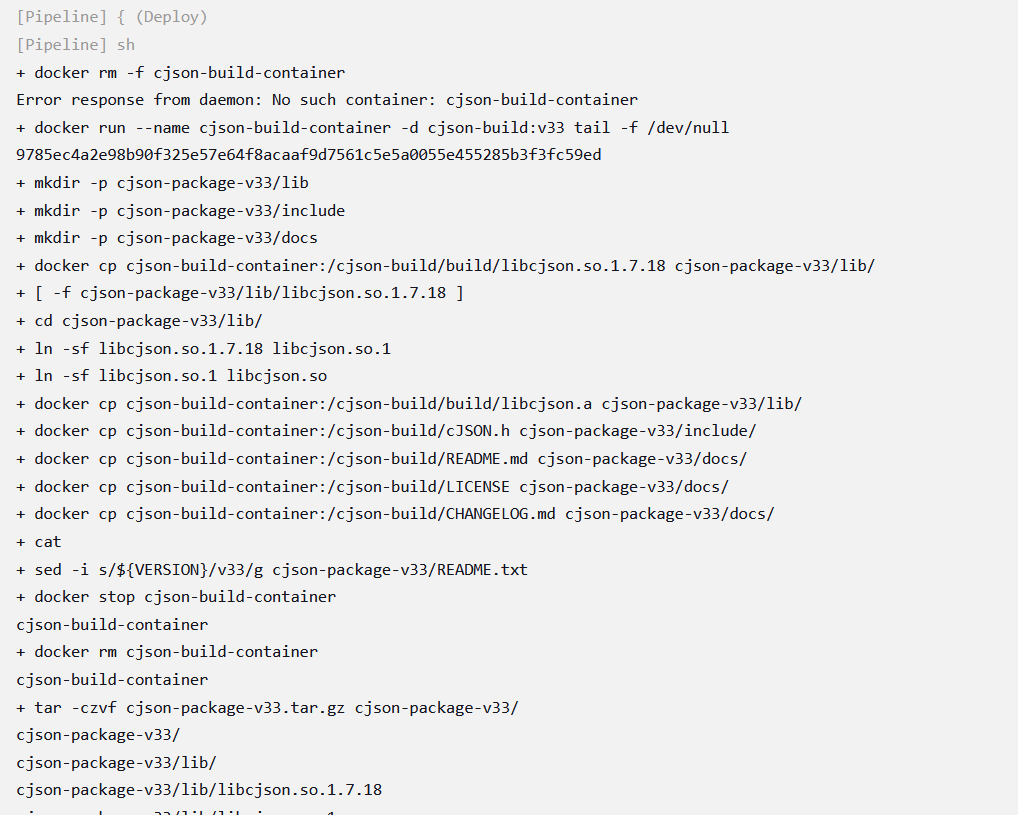 [Pipeline] { (Deploy)
[Pipeline] sh
+ docker rm -f cjson-build-container
Error response from daemon: No such container: cjson-build-container
+ docker run --name cjson-build-container -d cjson-build:v33 tail -f /dev/null
9785ec4a2e98b90f325e57e64f8acaaf9d7561c5e5a0055e455285b3f3fc59ed
+ mkdir -p cjson-package-v33/lib
+ mkdir -p cjson-package-v33/include
+ mkdir -p cjson-package-v33/docs
+ docker cp cjson-build-container:/cjson-build/build/libcjson.so.1.7.18 cjson-package-v33/lib/
+ [ -f cjson-package-v33/lib/libcjson.so.1.7.18 ]
+ cd cjson-package-v33/lib/
+ ln -sf libcjson.so.1.7.18 libcjson.so.1
+ ln -sf libcjson.so.1 libcjson.so
+ docker cp cjson-build-container:/cjson-build/build/libcjson.a cjson-package-v33/lib/
+ docker cp cjson-build-container:/cjson-build/cJSON.h cjson-package-v33/include/
+ docker cp cjson-build-container:/cjson-build/README.md cjson-package-v33/docs/
+ docker cp cjson-build-container:/cjson-build/LICENSE cjson-package-v33/docs/
+ docker cp cjson-build-container:/cjson-build/CHANGELOG.md cjson-package-v33/docs/
+ cat
+ sed -i s/${VERSION}/v33/g cjson-package-v33/README.txt
+ docker stop cjson-build-container
cjson-build-container
+ docker rm cjson-build-container
cjson-build-container
+ tar -czvf cjson-package-v33.tar.gz cjson-package-v33/
cjson-package-v33/
cjson-package-v33/lib/
cjson-package-v33/lib/libcjson.so.1.7.18